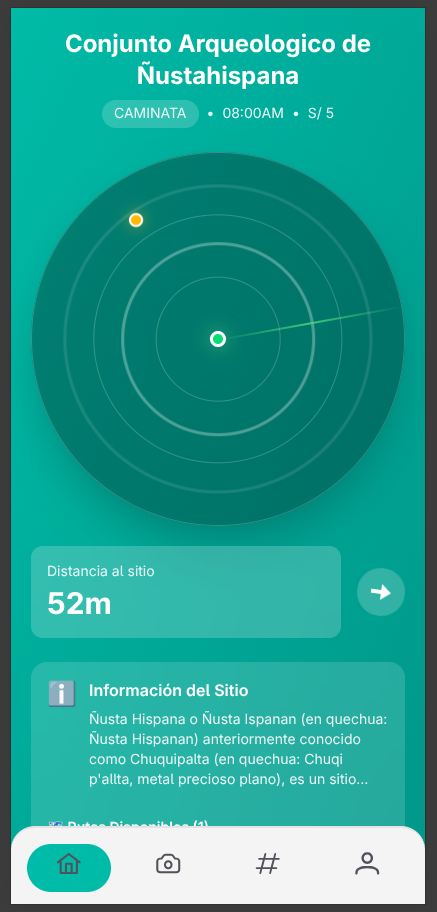 Conjunto Arqueologico de
Ñustahispana
CAMINATA • 08:00AM • S/ 5
Distancia al sitio
52m
Información del Sitio
Ñusta Hispana o Ñusta Ispanan (en quechua:
Ñusta Hispanan) anteriormente conocido
como Chuquipalta (en quechua: Chuqi
p'allta, metal precioso plano), es un sitio...
Rutas Disponibles (1)